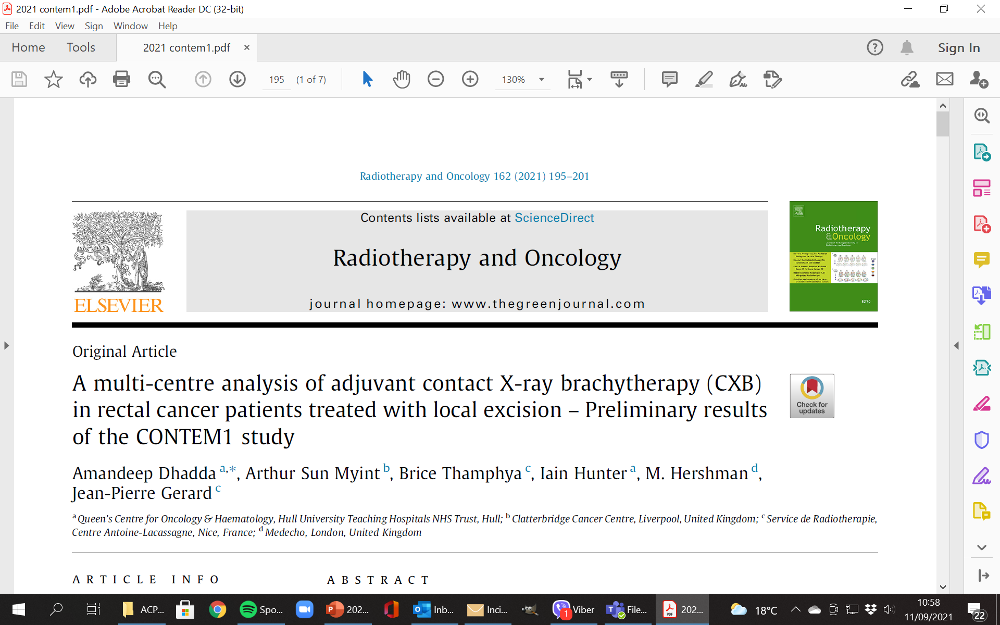 2021 contem1.pdf - Adobe Acrobat Reader DC (32-bit)
File Edit View Sign Window Help
Home Tools 2021 contem1.pdf × Sign In
195 (1 of 7) 130%
Radiotherapy and Oncology 162 (2021) 195–201
NON SOLUS
ELSEVIER
Contents lists available at ScienceDirect
Radiotherapy and Oncology
journal homepage: www.thegreenjournal.com
Radiotherapy
&Oncology
ESTRO
Original Article
A multi-centre analysis of adjuvant contact X-ray brachytherapy (CXB)
in rectal cancer patients treated with local excision – Preliminary results
of the CONTEM1 study
Check for
updates
Amandeep Dhadda a,*, Arthur Sun Myint b, Brice Thamphya c, Iain Hunter a, M. Hershman d,
Jean-Pierre Gerard c
a Queen's Centre for Oncology & Haematology, Hull University Teaching Hospitals NHS Trust, Hull; b Clatterbridge Cancer Centre, Liverpool, United Kingdom; c Service de Radiotherapie,
Centre Antoine-Lacassagne, Nice, France; d Medecho, London, United Kingdom
ARTICLE INFO
ABSTRACT
ACP... Spo... 202... Inb... Inci... 1 Viber File... 202... 18°C
10:58
11/09/2021
22